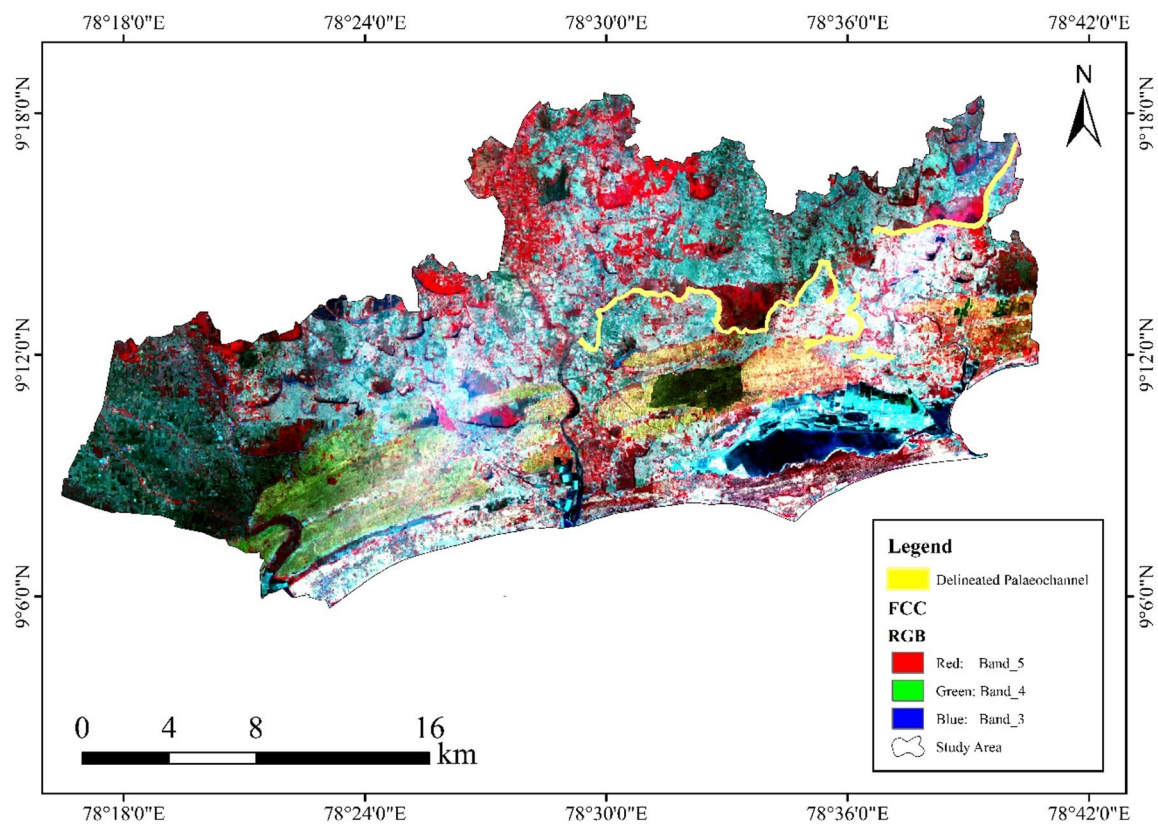 78°18'0"E 78°24'0"E 78°30'0"E 78°36'0"E 78°42'0"E
N
9°18'0"N 9°18'0"N
9°12'0"N 9°12'0"N
9°6'0"N 9°6'0"N
Legend
Delineated Palaeochannel
FCC
RGB
Red: Band_5
Green: Band_4
Blue: Band_3
Study Area
0 4 8 16
km
78°18'0"E 78°24'0"E 78°30'0"E 78°36'0"E 78°42'0"E